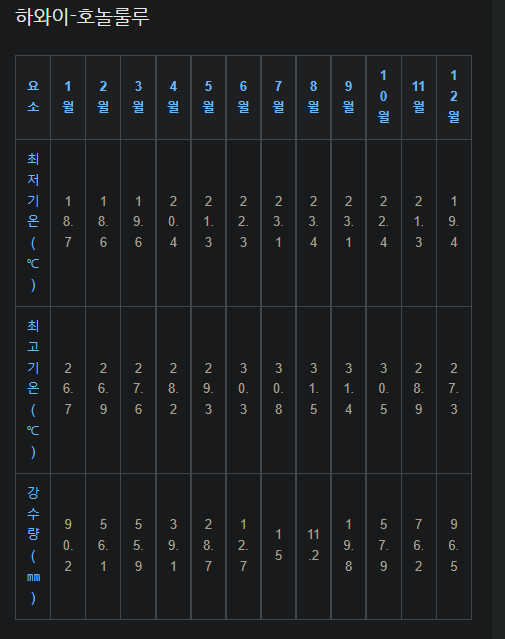 하와이-호놀룰루
요소 1월 2월 3월 4월 5월 6월 7월 8월 9월 10월 11월 12월
최저기온(℃) 18.7 18.6 19.6 20.4 21.3 22.3 23.1 23.4 23.1 22.4 21.3 19.4
최고기온(℃) 26.7 26.9 27.6 28.2 29.3 30.3 30.8 31.5 31.4 30.5 28.9 27.3
강수량(mm) 90.2 56.1 55.9 39.1 28.7 12.7 15 11.2 19.8 57.9 76.2 96.5